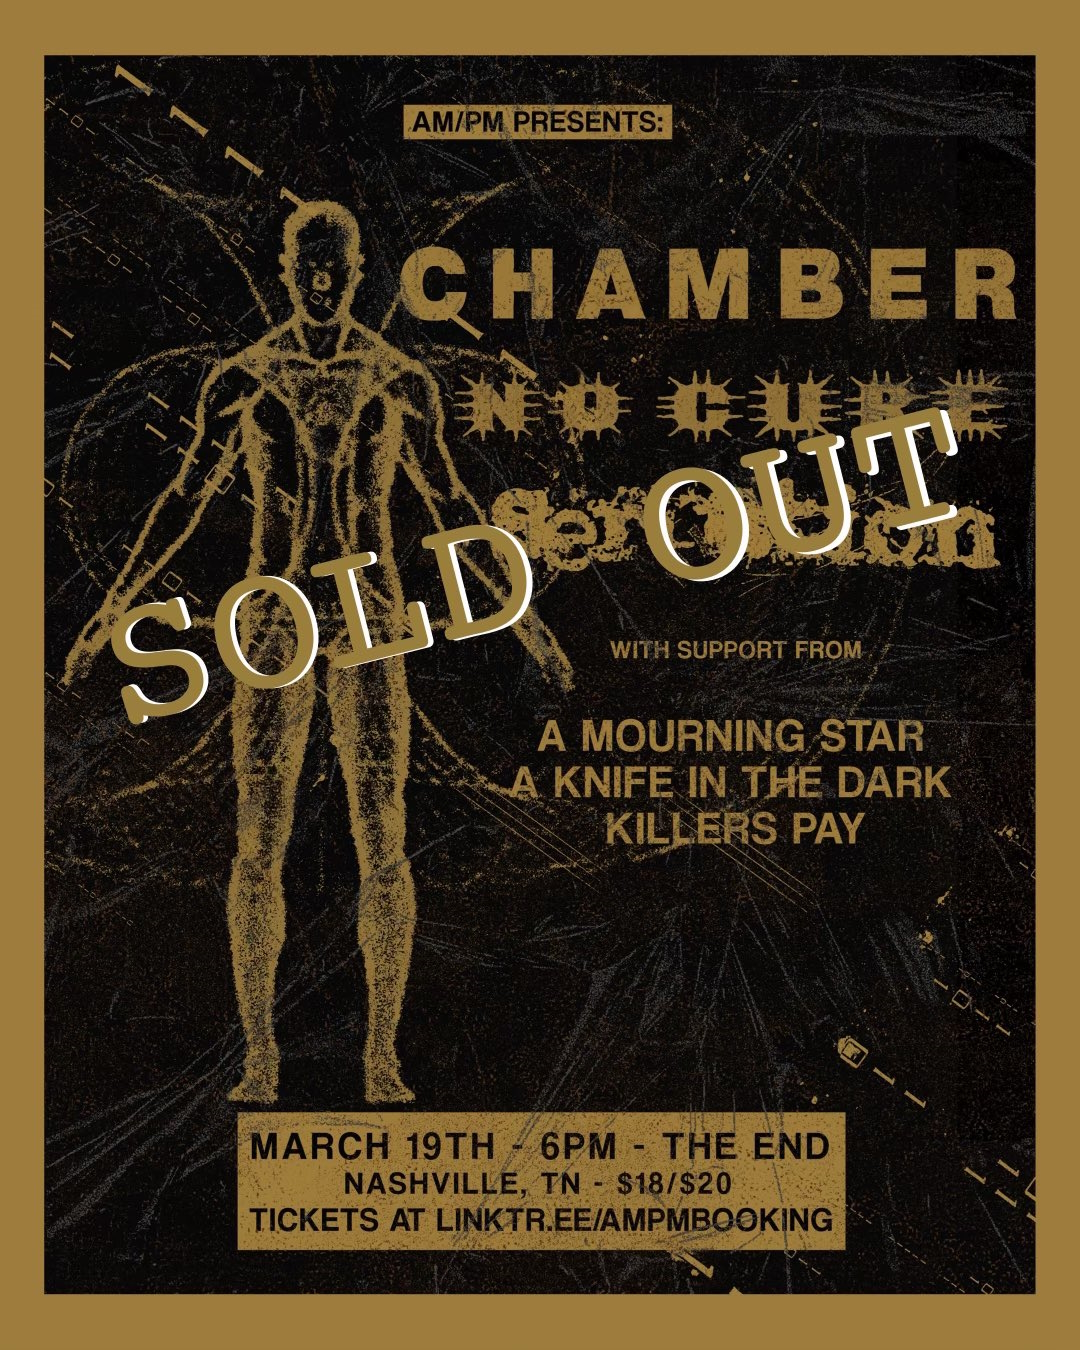 AM/PM PRESENTS:
CHAMBER
NO CURE
SOLD OUT
WITH SUPPORT FROM
A MOURNING STAR
A KNIFE IN THE DARK
KILLERS PAY
MARCH 19TH - 6PM - THE END
NASHVILLE, TN - $18/$20
TICKETS AT LINKTR.EE/AMPMBOOKING